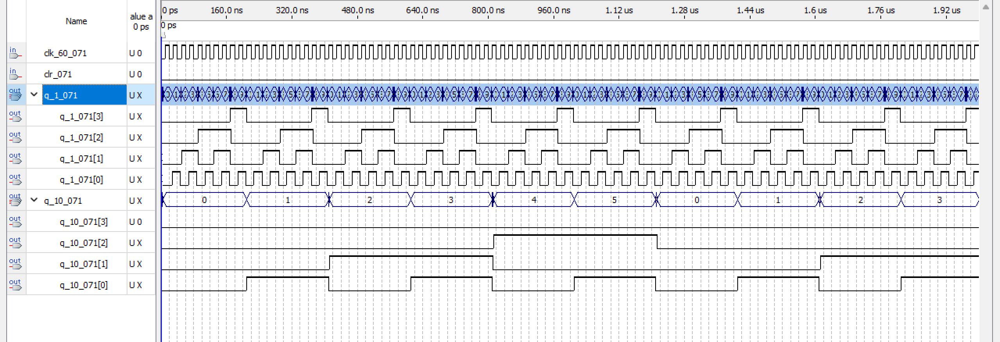 0 ps 160.0 ns 320.0 ns 480.0 ns 640.0 ns 800.0 ns 960.0 ns 1.12 us 1.28 us 1.44 us 1.6 us 1.76 us 1.92 us
Name
alue a
0 ps
0 ps
in clk_60_071 U 0
in clr_071 U 0
out q_1_071 U X
out q_1_071[3] U X
out q_1_071[2] U X
out q_1_071[1] U X
out q_1_071[0] U X
out q_10_071 U X 0 1 2 3 4 5 0 1 2 3
out q_10_071[3] U 0
out q_10_071[2] U X
out q_10_071[1] U X
out q_10_071[0] U X